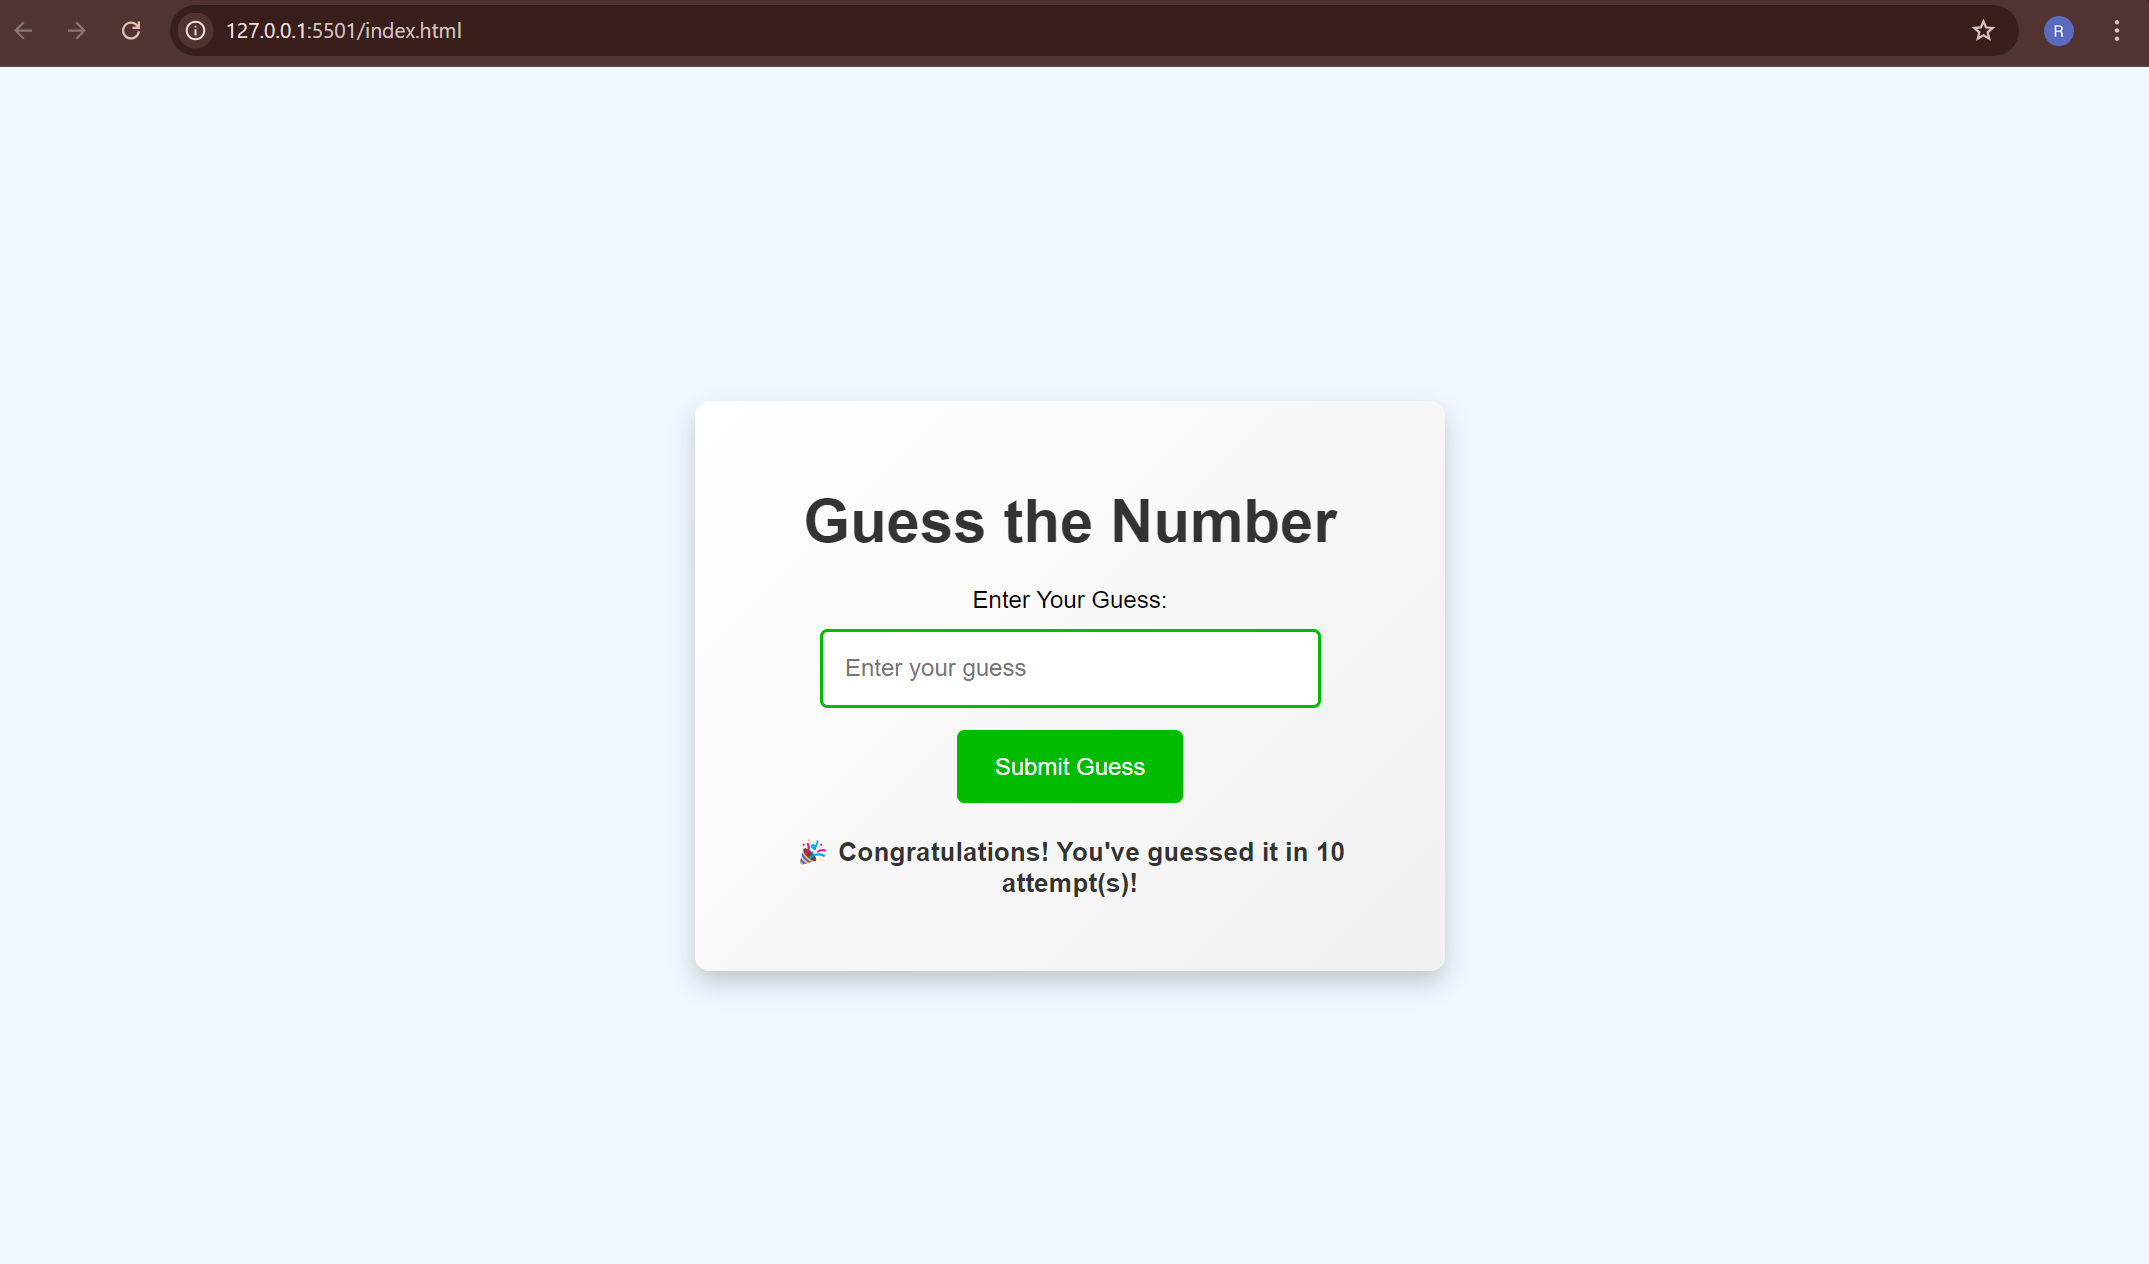 127.0.0.1:5501/index.html
R
Guess the Number
Enter Your Guess:
Enter your guess
Submit Guess
🎉 Congratulations! You've guessed it in 10
attempt(s)!